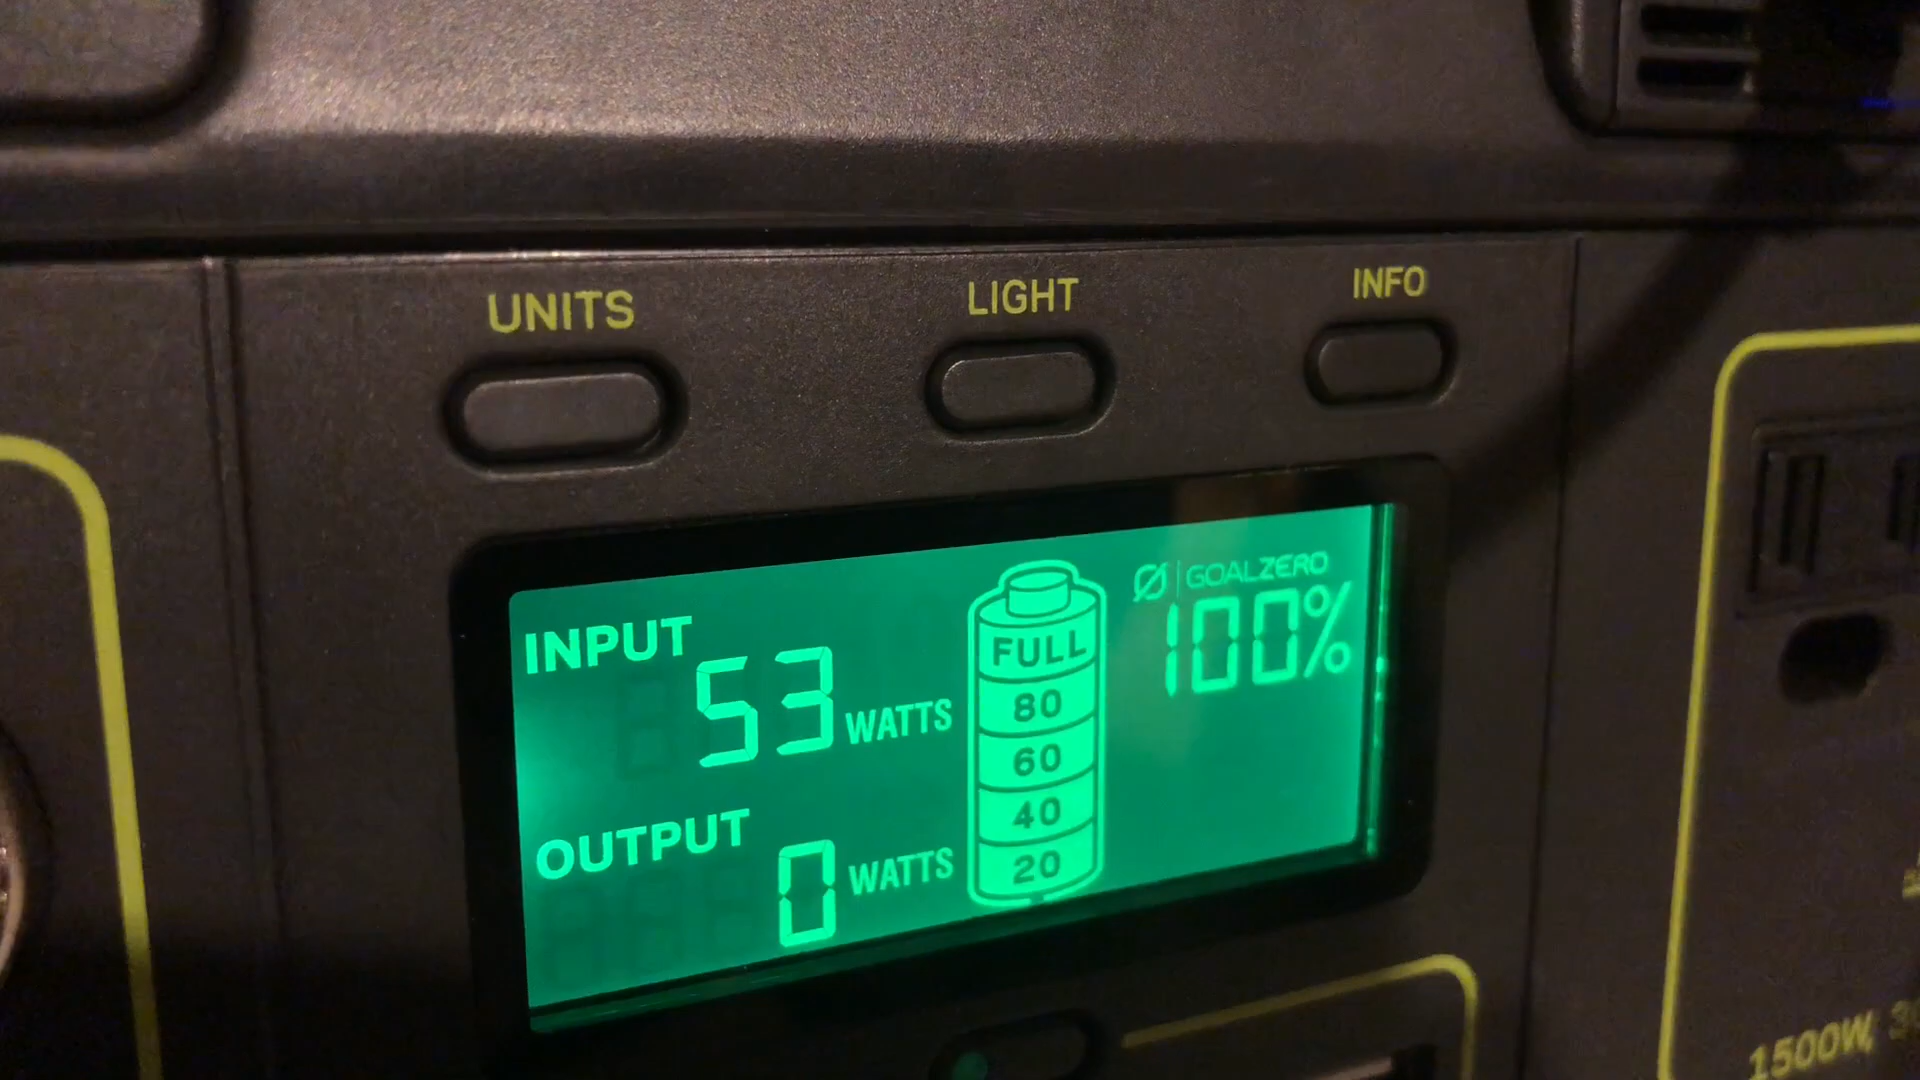 UNITS
LIGHT
INFO
INPUT
53 WATTS
OUTPUT
0 WATTS
FULL
80
60
40
20
GOALZERO
100%
1500W,